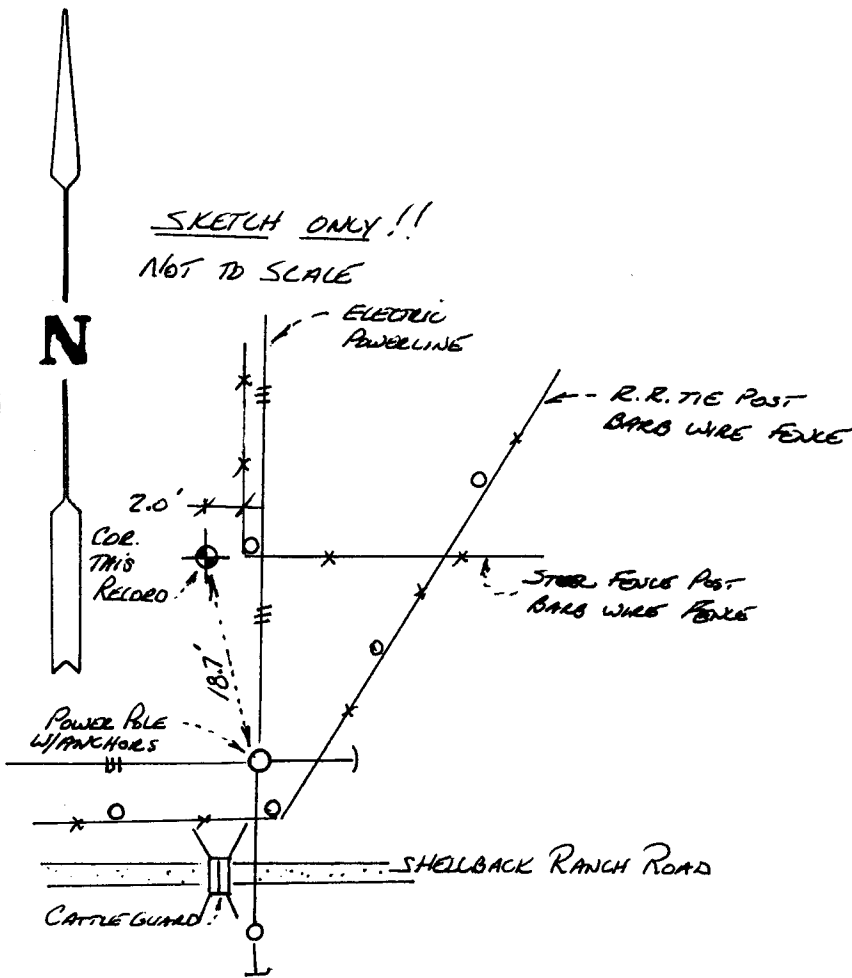 SKETCH ONLY!!
NOT TO SCALE
N
ELECTRIC
POWERLINE
R.R. TIE POST
BARB WIRE FENCE
2.0'
COR.
THIS
RECORD
STEEL FENCE POST
BARB WIRE FENCE
18.7'
POWER POLE
W/ANCHORS
SHELLBACK RANCH ROAD
CATTLE GUARD